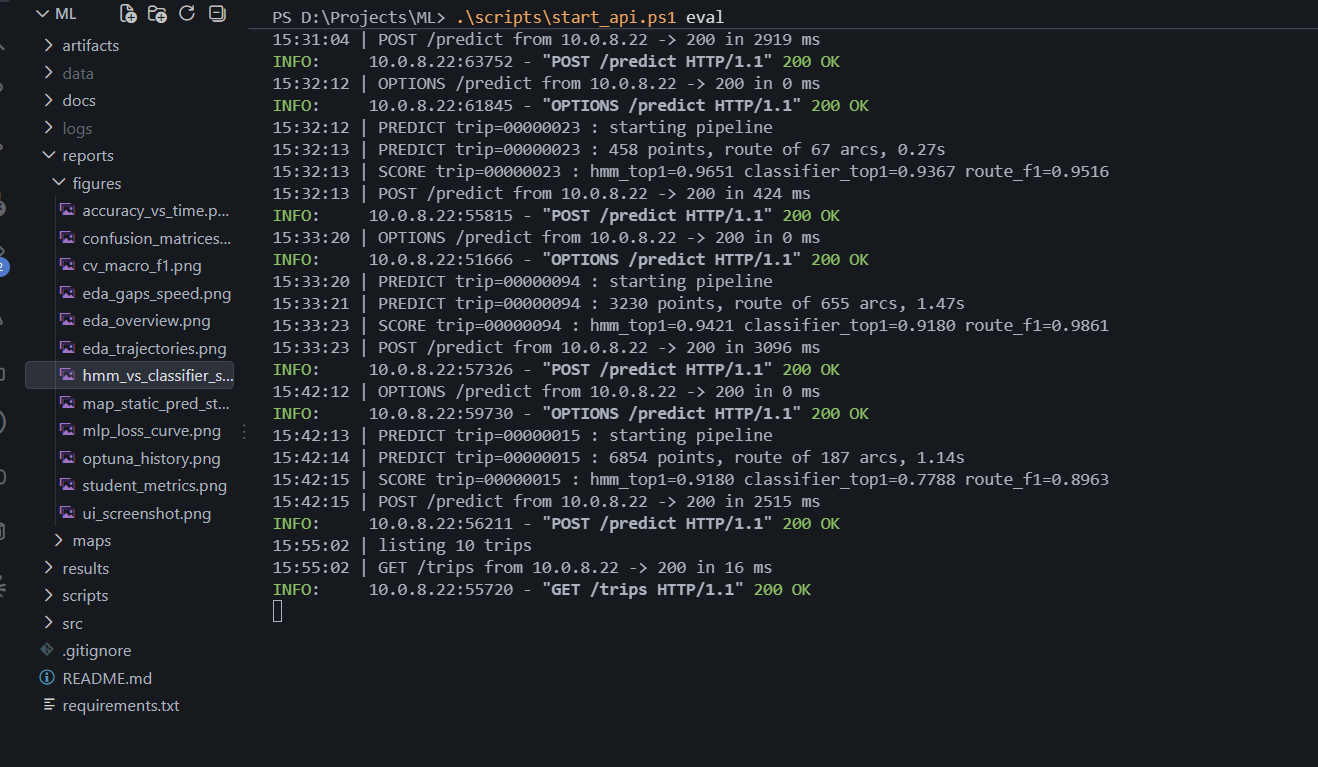 ML
artifacts
data
docs
logs
reports
figures
accuracy_vs_time.p...
confusion_matrices...
cv_macro_f1.png
eda_gaps_speed.png
eda_overview.png
eda_trajectories.png
hmm_vs_classifier_s...
map_static_pred_st...
mlp_loss_curve.png
optuna_history.png
student_metrics.png
ui_screenshot.png
maps
results
scripts
src
.gitignore
README.md
requirements.txt
PS D:\Projects\ML> .\scripts\start_api.ps1 eval
15:31:04 | POST /predict from 10.0.8.22 -> 200 in 2919 ms
INFO: 10.0.8.22:63752 - "POST /predict HTTP/1.1" 200 OK
15:32:12 | OPTIONS /predict from 10.0.8.22 -> 200 in 0 ms
INFO: 10.0.8.22:61845 - "OPTIONS /predict HTTP/1.1" 200 OK
15:32:12 | PREDICT trip=00000023 : starting pipeline
15:32:13 | PREDICT trip=00000023 : 458 points, route of 67 arcs, 0.27s
15:32:13 | SCORE trip=00000023 : hmm_top1=0.9651 classifier_top1=0.9367 route_f1=0.9516
15:32:13 | POST /predict from 10.0.8.22 -> 200 in 424 ms
INFO: 10.0.8.22:55815 - "POST /predict HTTP/1.1" 200 OK
15:33:20 | OPTIONS /predict from 10.0.8.22 -> 200 in 0 ms
INFO: 10.0.8.22:51666 - "OPTIONS /predict HTTP/1.1" 200 OK
15:33:20 | PREDICT trip=00000094 : starting pipeline
15:33:21 | PREDICT trip=00000094 : 3230 points, route of 655 arcs, 1.47s
15:33:23 | SCORE trip=00000094 : hmm_top1=0.9421 classifier_top1=0.9180 route_f1=0.9861
15:33:23 | POST /predict from 10.0.8.22 -> 200 in 3096 ms
INFO: 10.0.8.22:57326 - "POST /predict HTTP/1.1" 200 OK
15:42:12 | OPTIONS /predict from 10.0.8.22 -> 200 in 0 ms
INFO: 10.0.8.22:59730 - "OPTIONS /predict HTTP/1.1" 200 OK
15:42:13 | PREDICT trip=00000015 : starting pipeline
15:42:14 | PREDICT trip=00000015 : 6854 points, route of 187 arcs, 1.14s
15:42:15 | SCORE trip=00000015 : hmm_top1=0.9180 classifier_top1=0.7788 route_f1=0.8963
15:42:15 | POST /predict from 10.0.8.22 -> 200 in 2515 ms
INFO: 10.0.8.22:56211 - "POST /predict HTTP/1.1" 200 OK
15:55:02 | listing 10 trips
15:55:02 | GET /trips from 10.0.8.22 -> 200 in 16 ms
INFO: 10.0.8.22:55720 - "GET /trips HTTP/1.1" 200 OK